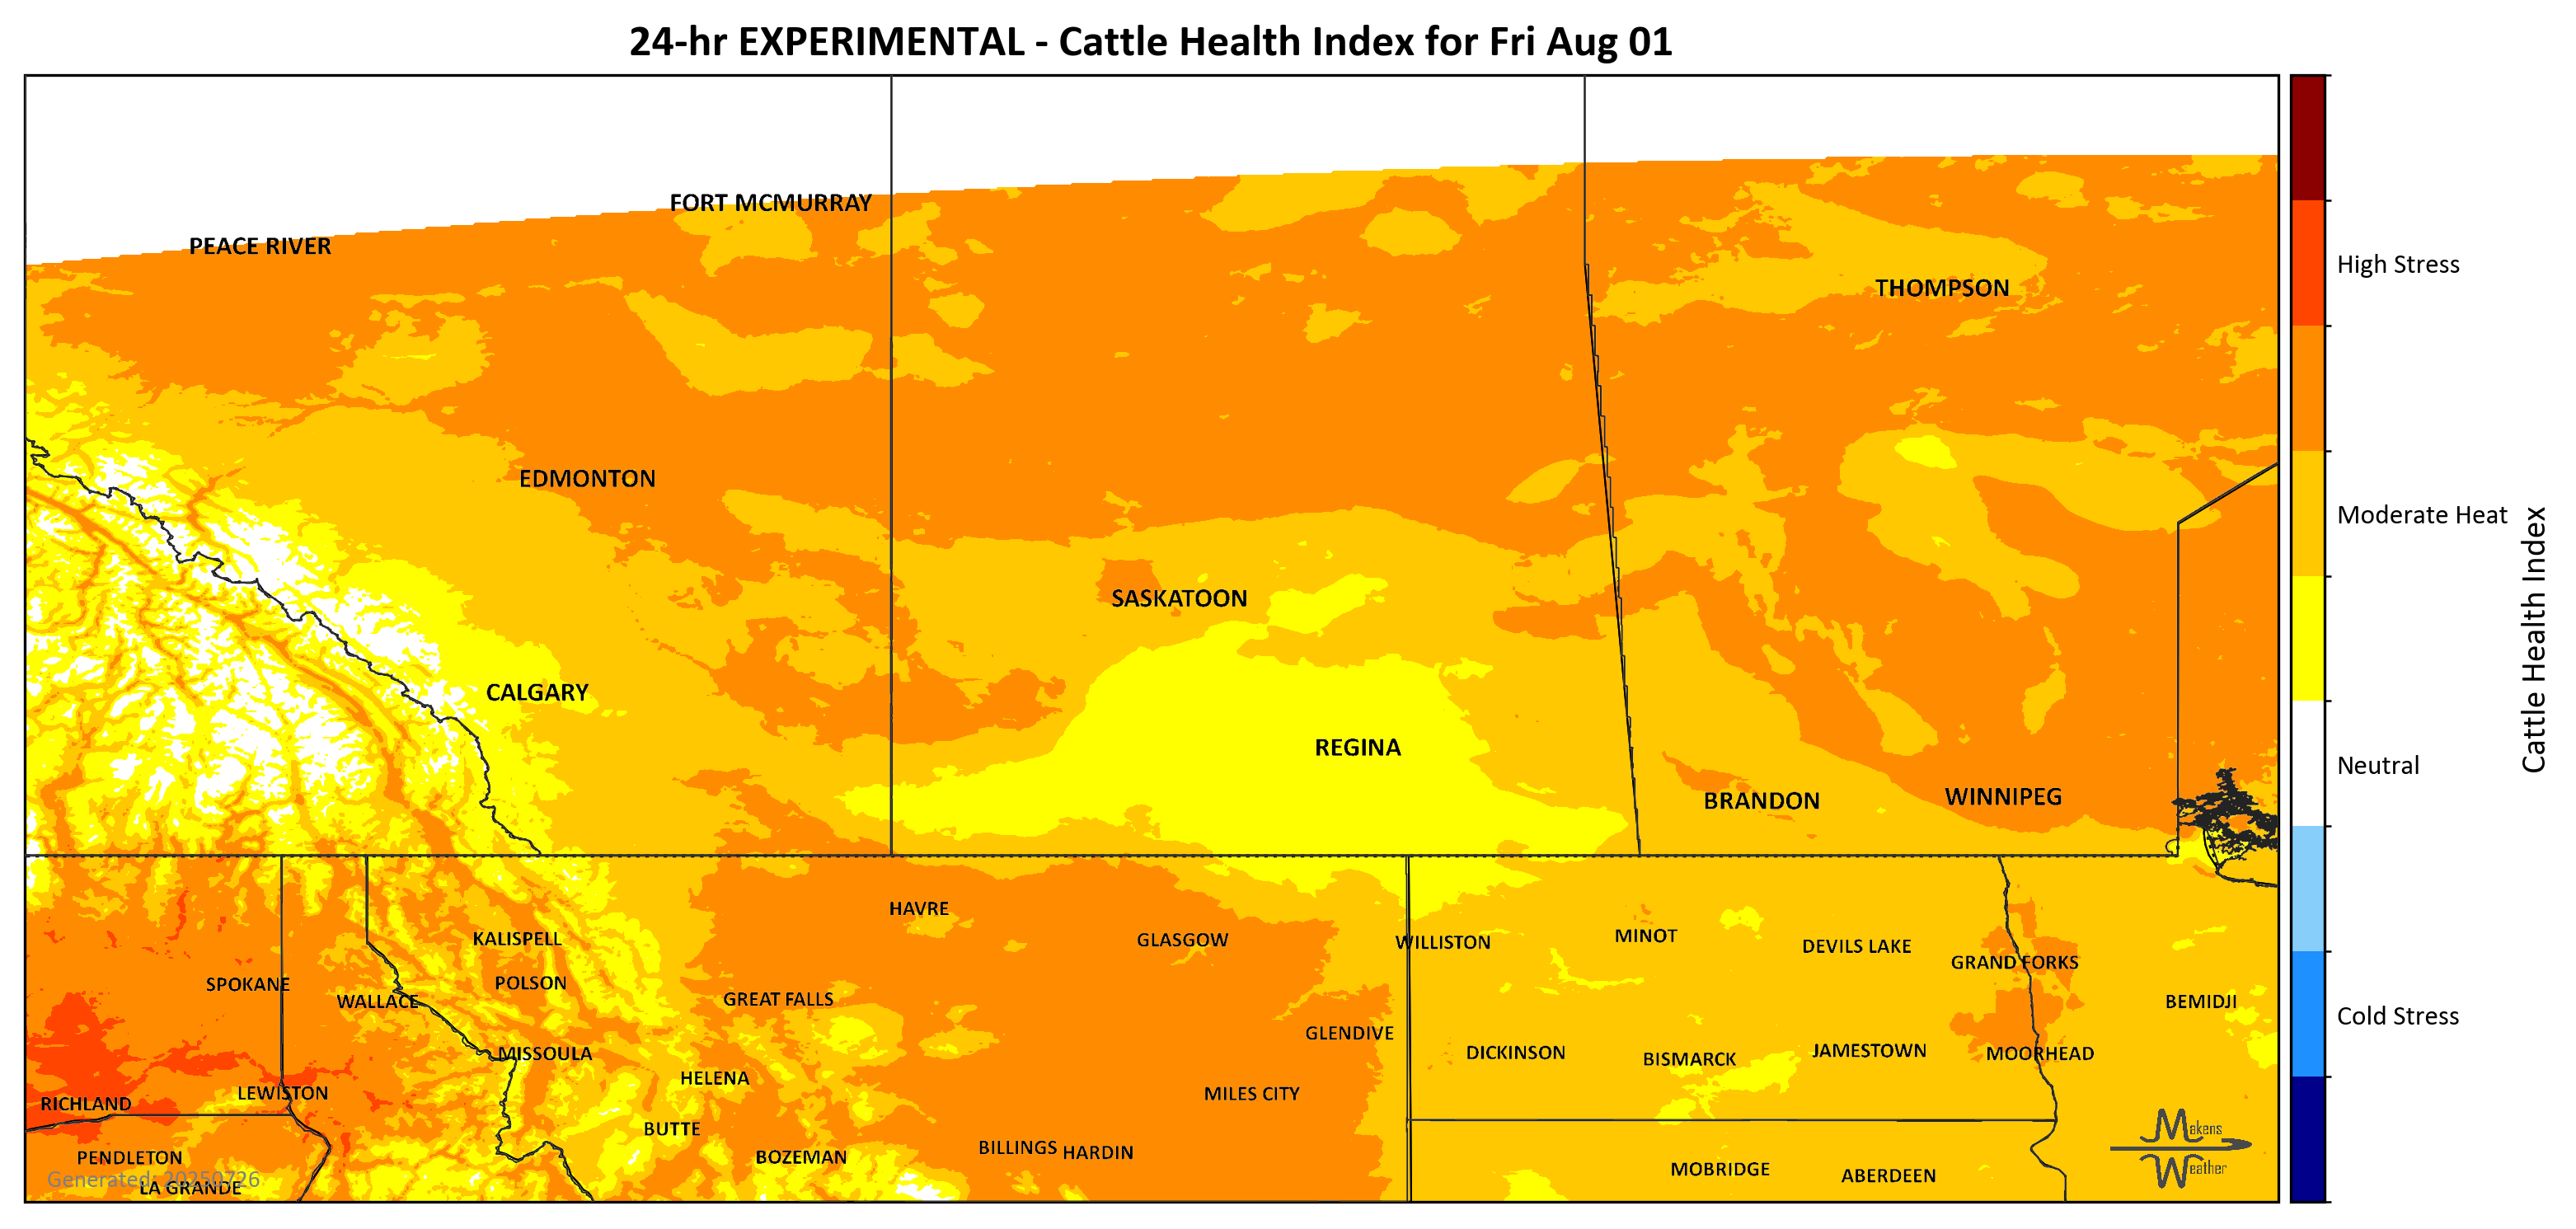 24-hr EXPERIMENTAL - Cattle Health Index for Fri Aug 01
FORT MCMURRAY
PEACE RIVER
THOMPSON
High Stress
EDMONTON
Moderate Heat
SASKATOON
Cattle Health Index
CALGARY
REGINA
Neutral
BRANDON
WINNIPEG
HAVRE
KALISPELL
GLASGOW
WILLISTON
MINOT
DEVILS LAKE
GRAND FORKS
SPOKANE
POLSON
WALLACE
GREAT FALLS
BEMIDJI
Cold Stress
GLENDIVE
MISSOULA
DICKINSON
BISMARCK
JAMESTOWN
MOORHEAD
HELENA
LEWISTON
MILES CITY
RICHLAND
BUTTE
Makens
Weather
PENDLETON
BOZEMAN
BILLINGS
HARDIN
MOBRIDGE
ABERDEEN
Generated: 20250726
LA GRANDE